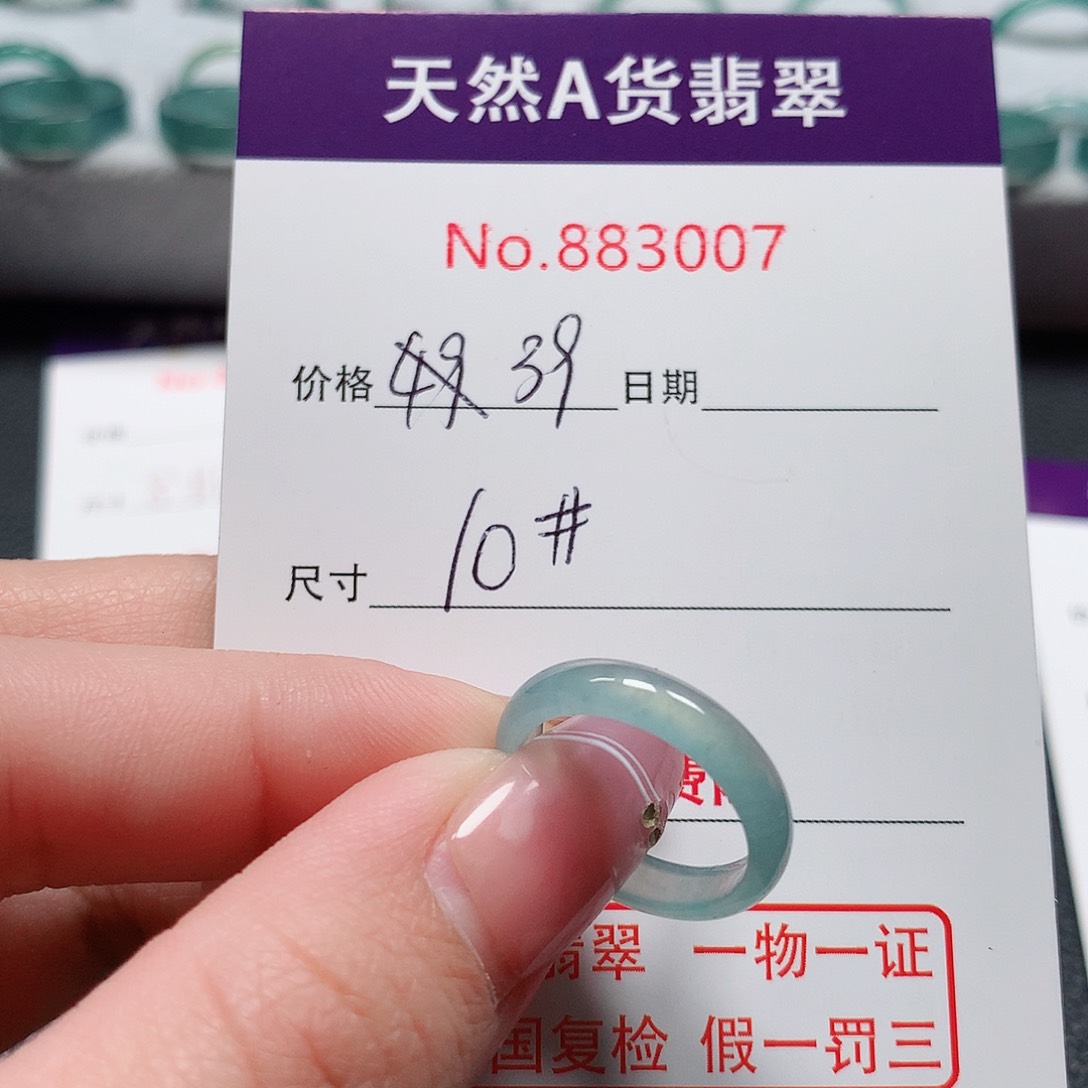 天然A货翡翠
No.883007
价格 49 39 日期
尺寸 10#
翡翠 一物一证
国复检 假一罚三